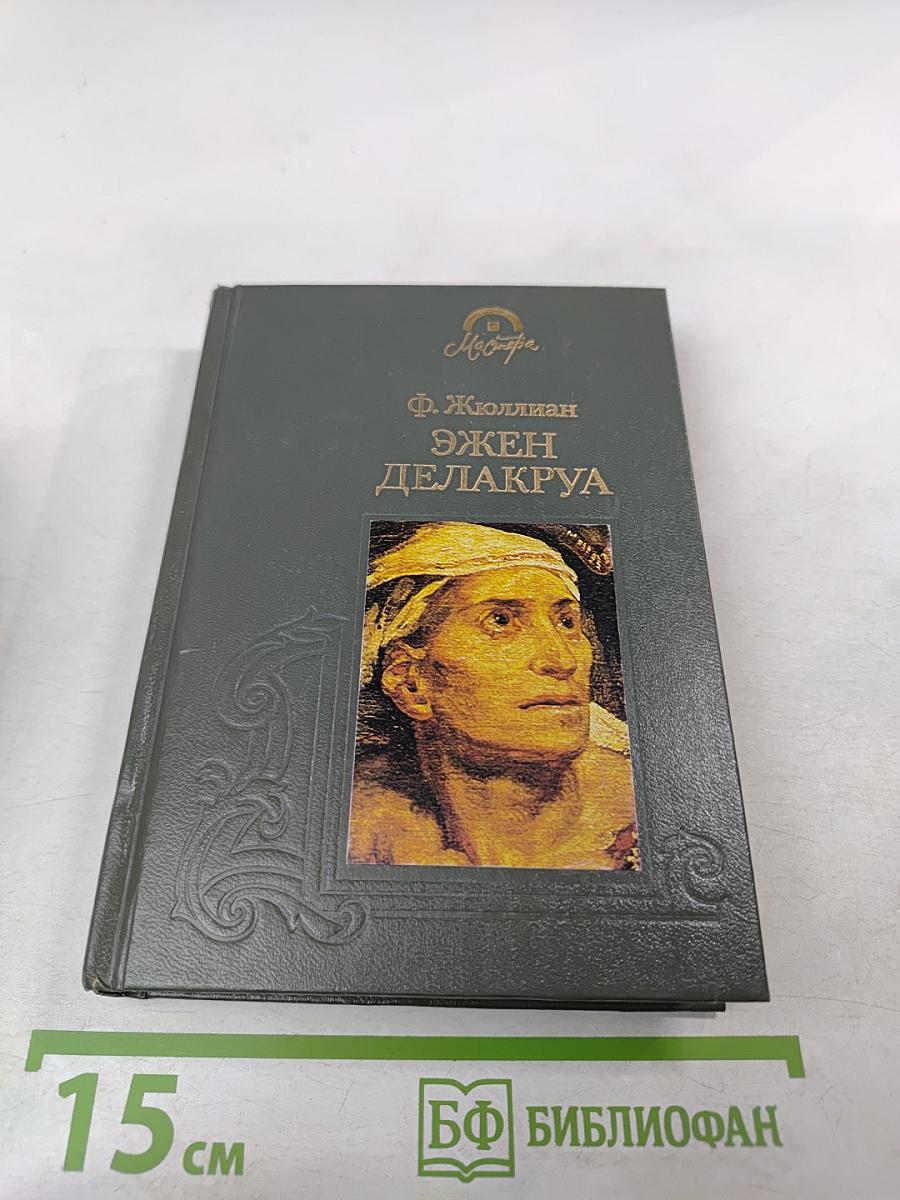 Мастера
Ф. Жюллиан
ЭЖЕН
ДЕЛАКРУА
15 см
БФ БИБЛИОФАН